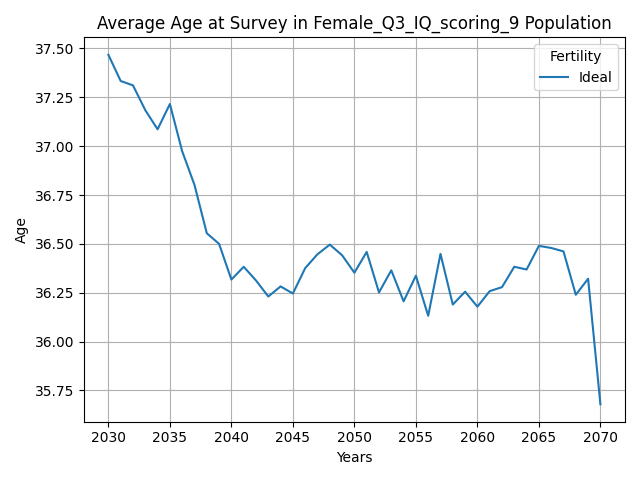 Average Age at Survey in Female_Q3_IQ_scoring_9 Population
Fertility
Ideal
37.50
37.25
37.00
36.75
36.50
36.25
36.00
35.75
Age
2030 2035 2040 2045 2050 2055 2060 2065 2070
Years